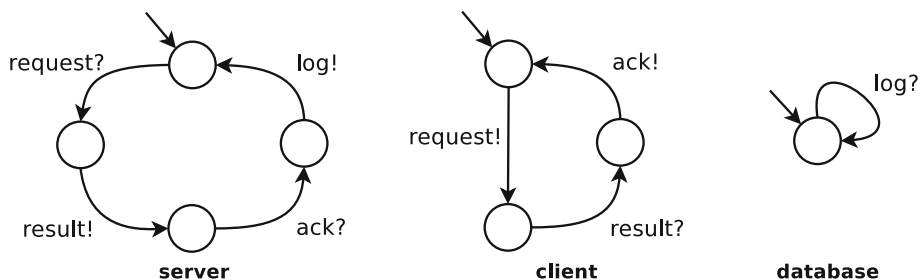 request?
log!
result!
ack?
server
ack!
request!
result?
client
log?
database